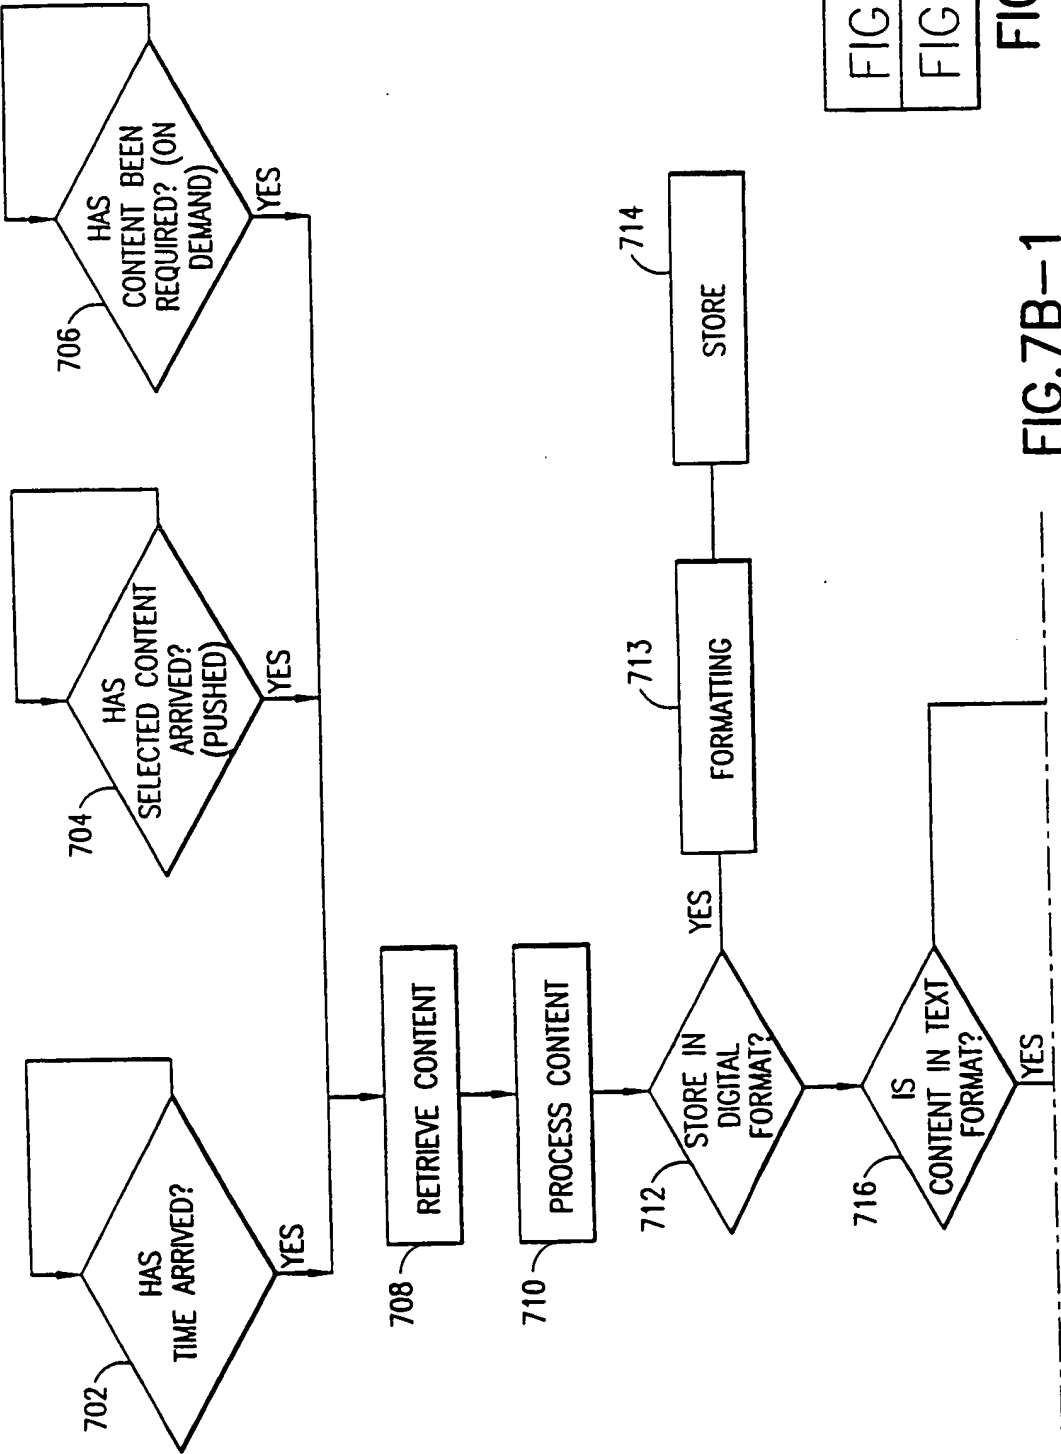 702
HAS
TIME ARRIVED?
YES
704
HAS
SELECTED CONTENT
ARRIVED?
(PUSHED)
YES
706
HAS
CONTENT BEEN
REQUIRED? (ON
DEMAND)
YES
708
RETRIEVE CONTENT
710
PROCESS CONTENT
712
STORE IN
DIGITAL
FORMAT?
YES
713
FORMATTING
714
STORE
716
IS
CONTENT IN TEXT
FORMAT?
YES
FIG
FIG
FIG
FIG.7B-1